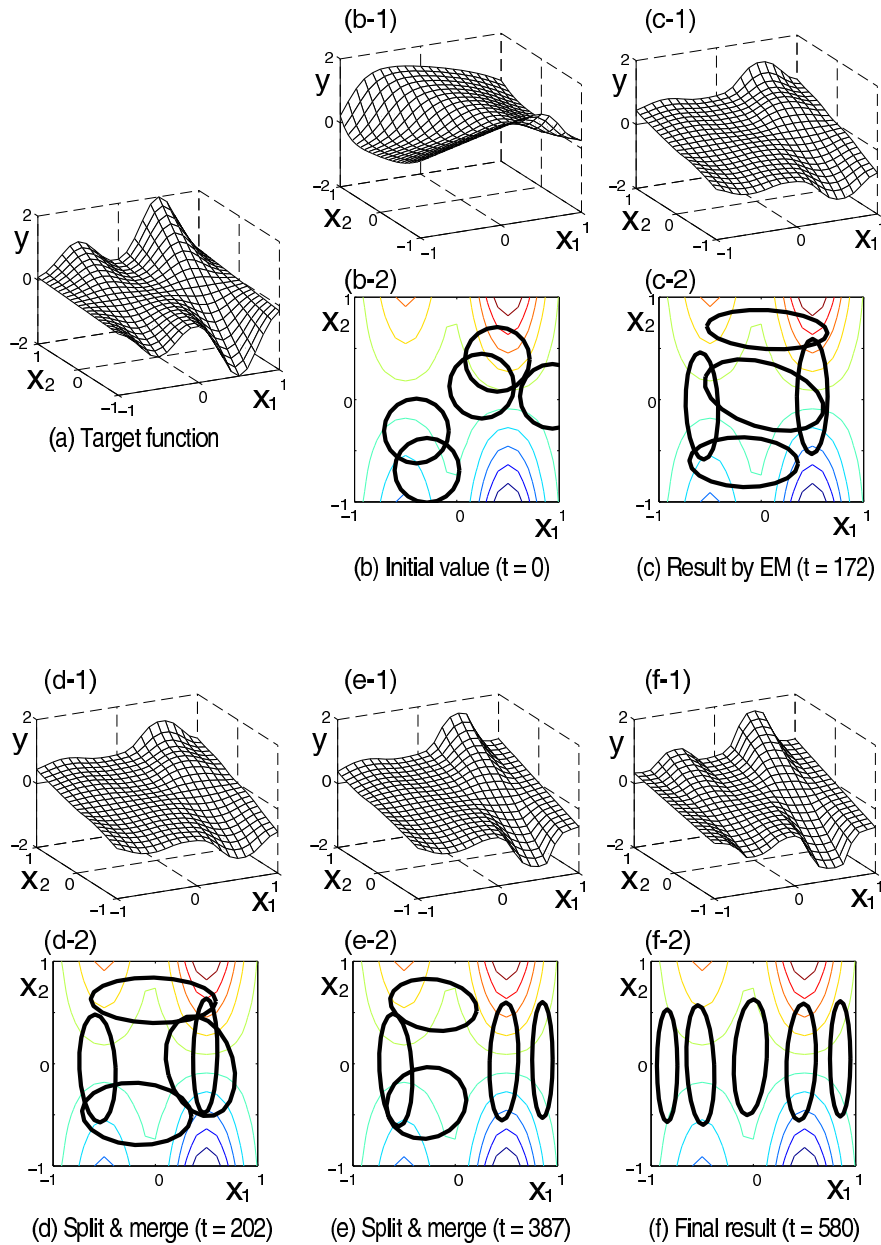 (b-1)
(c-1)
2
y
0
−2
1
X2
0
−1
−1
0
1
X1
2
y
0
−2
1
X2
0
−1
−1
0
1
X1
2
y
0
−2
1
X2
0
−1
−1
0
1
X1
(a) Target function
(b-2)
(c-2)
1
X2
0
−1
−1
0
1
X1
1
X2
0
−1
−1
0
1
X1
(b) Initial value (t = 0)
(c) Result by EM (t = 172)
(d-1)
(e-1)
(f-1)
2
y
0
−2
1
X2
0
−1
−1
0
1
X1
2
y
0
−2
1
X2
0
−1
−1
0
1
X1
2
y
0
−2
1
X2
0
−1
−1
0
1
X1
(d-2)
(e-2)
(f-2)
1
X2
0
−1
−1
0
1
X1
1
X2
0
−1
−1
0
1
X1
1
X2
0
−1
−1
0
1
X1
(d) Split & merge (t = 202)
(e) Split & merge (t = 387)
(f) Final result (t = 580)